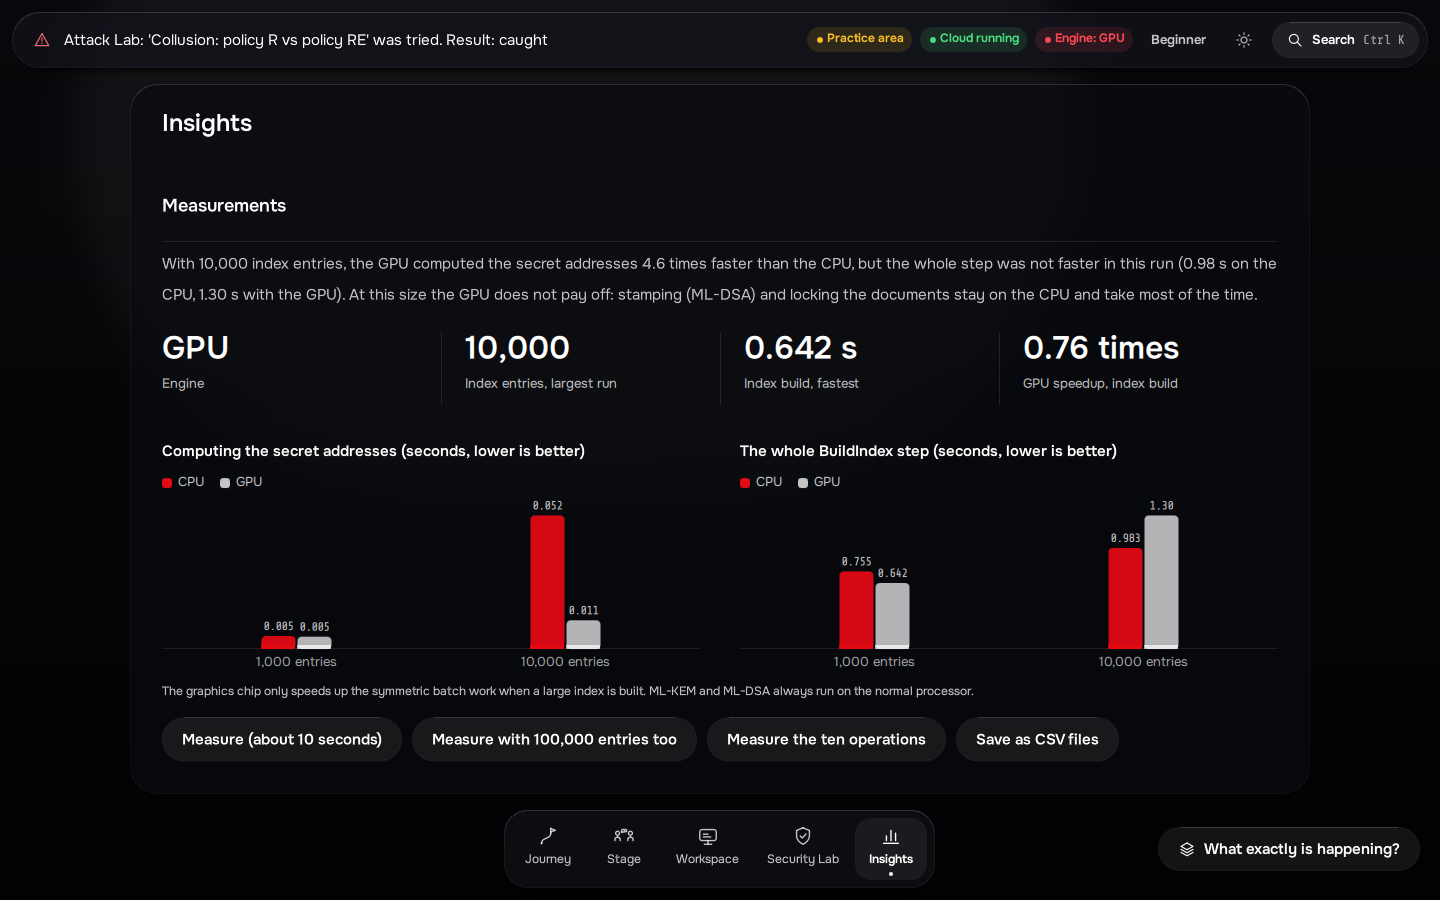 Attack Lab: 'Collusion: policy R vs policy RE' was tried. Result: caught
Practice area
Cloud running
Engine: GPU
Beginner
Search Ctrl K
Insights
Measurements
With 10,000 index entries, the GPU computed the secret addresses 4.6 times faster than the CPU, but the whole step was not faster in this run (0.98 s on the
CPU, 1.30 s with the GPU). At this size the GPU does not pay off: stamping (ML-DSA) and locking the documents stay on the CPU and take most of the time.
GPU
Engine
10,000
Index entries, largest run
0.642 s
Index build, fastest
0.76 times
GPU speedup, index build
Computing the secret addresses (seconds, lower is better)
CPU GPU
0.005 0.005
0.052
0.011
1,000 entries
10,000 entries
The whole BuildIndex step (seconds, lower is better)
CPU GPU
0.755
0.642
0.983
1.30
1,000 entries
10,000 entries
The graphics chip only speeds up the symmetric batch work when a large index is built. ML-KEM and ML-DSA always run on the normal processor.
Measure (about 10 seconds)
Measure with 100,000 entries too
Measure the ten operations
Save as CSV files
Journey
Stage
Workspace
Security Lab
Insights
What exactly is happening?